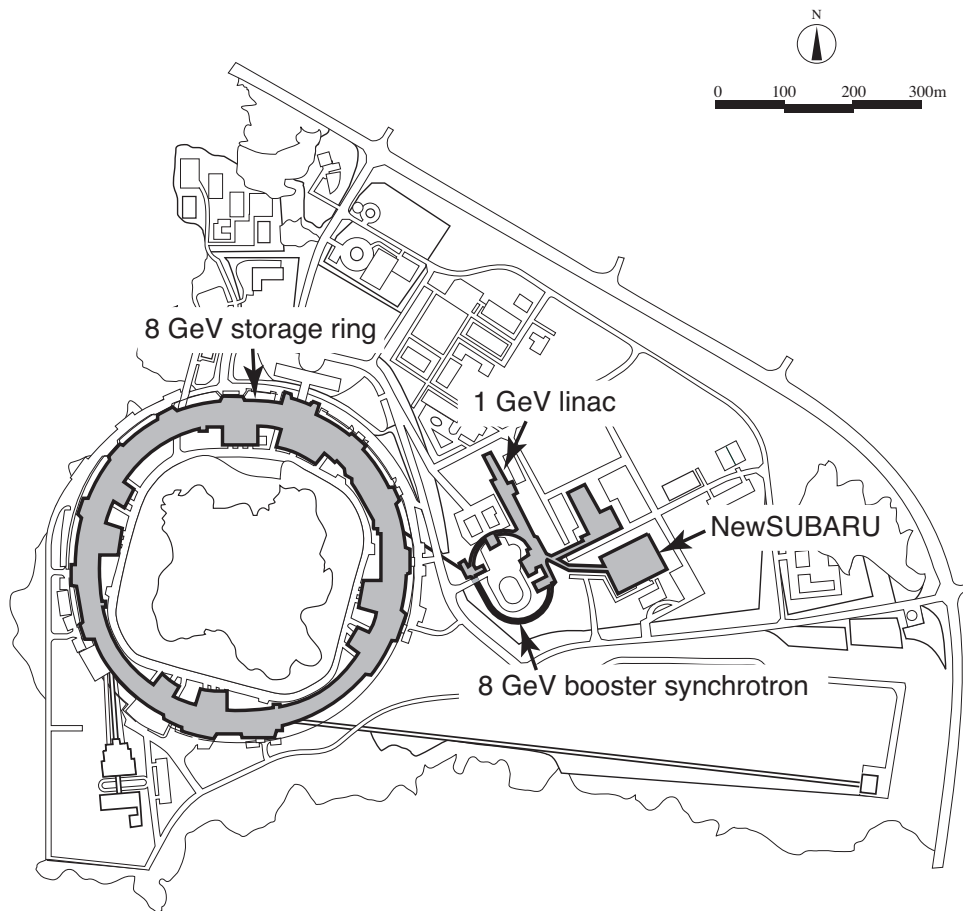 N
0 100 200 300m
8 GeV storage ring
1 GeV linac
NewSUBARU
8 GeV booster synchrotron